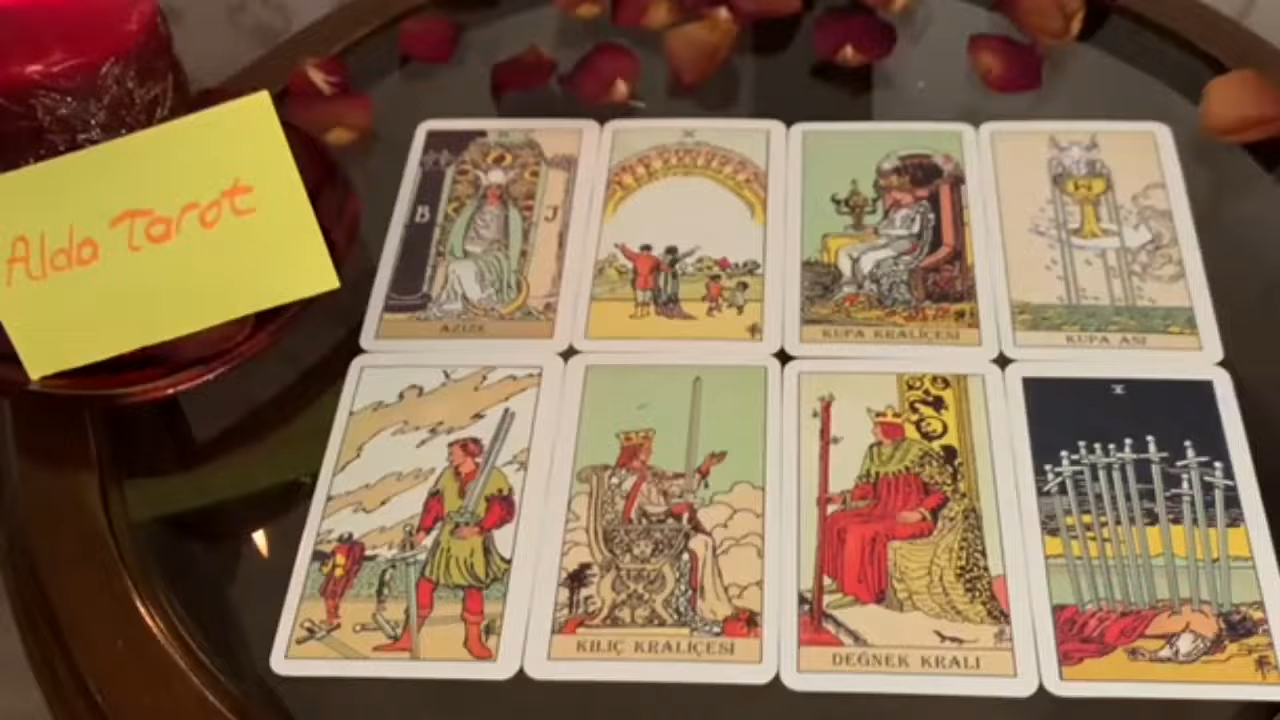 Aldo Tarot
B
J
AZİZE
X
KUPA KRALİÇESİ
KUPA ASI
KILIÇ KRALİÇESİ
DEĞNEK KRALI
X